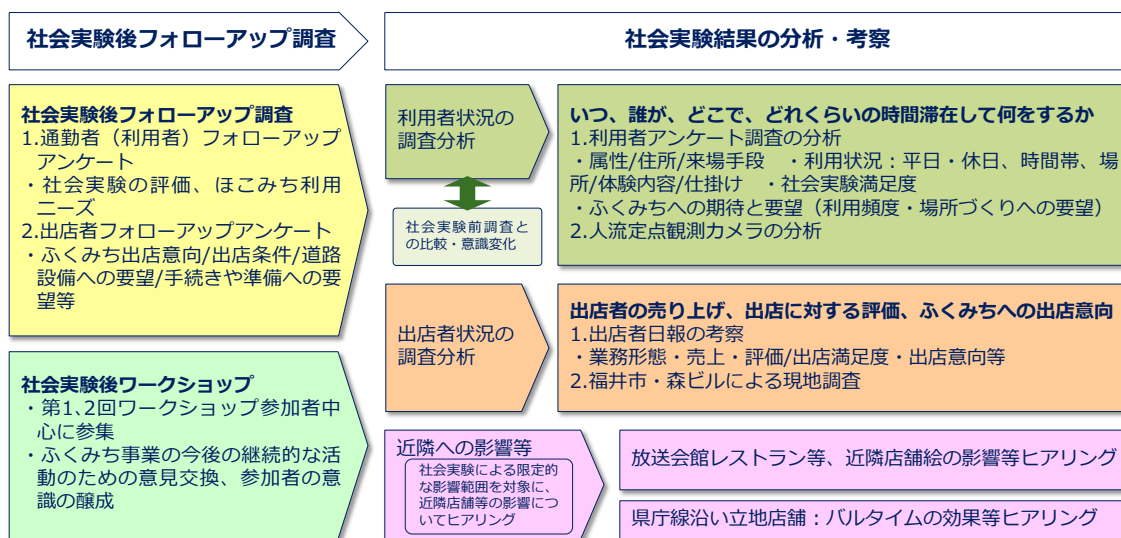 社会実験後フォローアップ調査
社会実験結果の分析・考察
社会実験後フォローアップ調査
1.通勤者（利用者）フォローアップ
アンケート
・社会実験の評価、ほこみち利用
ニーズ
2.出店者フォローアップアンケート
・ふくみち出店意向/出店条件/道路
設備への要望/手続きや準備への要
望等
社会実験後ワークショップ
・第1､2回ワークショップ参加者中
心に参集
・ふくみち事業の今後の継続的な活
動のための意見交換、参加者の意
識の醸成
利用者状況の
調査分析
社会実験前調査と
の比較・意識変化
いつ、誰が、どこで、どれくらいの時間滞在して何をするか
1.利用者アンケート調査の分析
・属性/住所/来場手段　・利用状況：平日・休日、時間帯、場
所/体験内容/仕掛け　・社会実験満足度
・ふくみちへの期待と要望（利用頻度・場所づくりへの要望）
2.人流定点観測カメラの分析
出店者状況の
調査分析
出店者の売り上げ、出店に対する評価、ふくみちへの出店意向
1.出店者日報の考察
・業務形態・売上・評価/出店満足度・出店意向等
2.福井市・森ビルによる現地調査
近隣への影響等
社会実験による限定的
な影響範囲を対象に、
近隣店舗等の影響につ
いてヒアリング
放送会館レストラン等、近隣店舗絵の影響等ヒアリング
県庁線沿い立地店舗：バルタイムの効果等ヒアリング